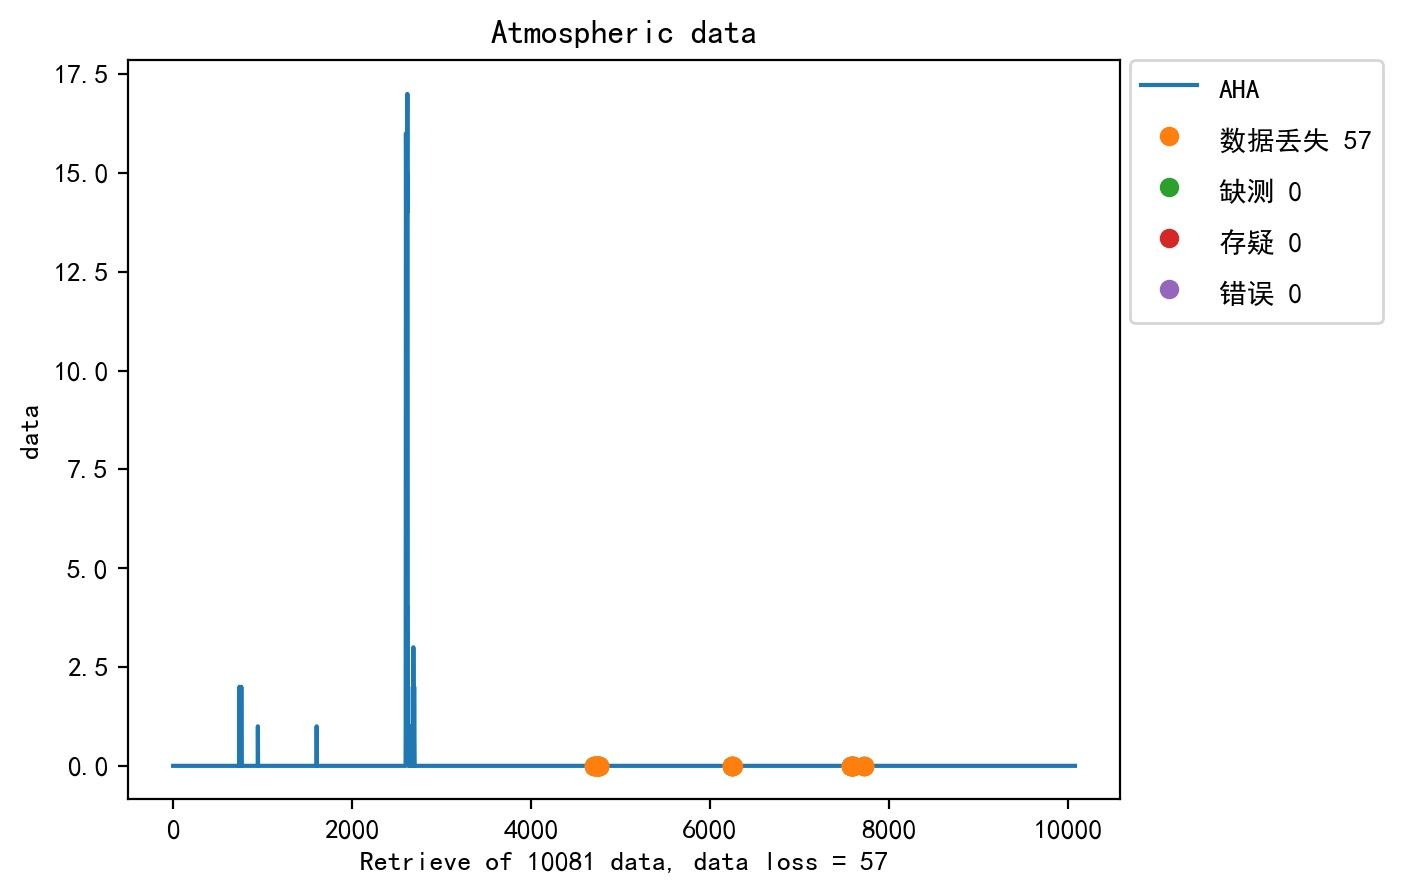 Atmospheric data
17.5
15.0
12.5
10.0
7.5
5.0
2.5
0.0
data
0
2000
4000
6000
8000
10000
Retrieve of 10081 data, data loss = 57
AHA
数据丢失 57
缺测 0
存疑 0
错误 0